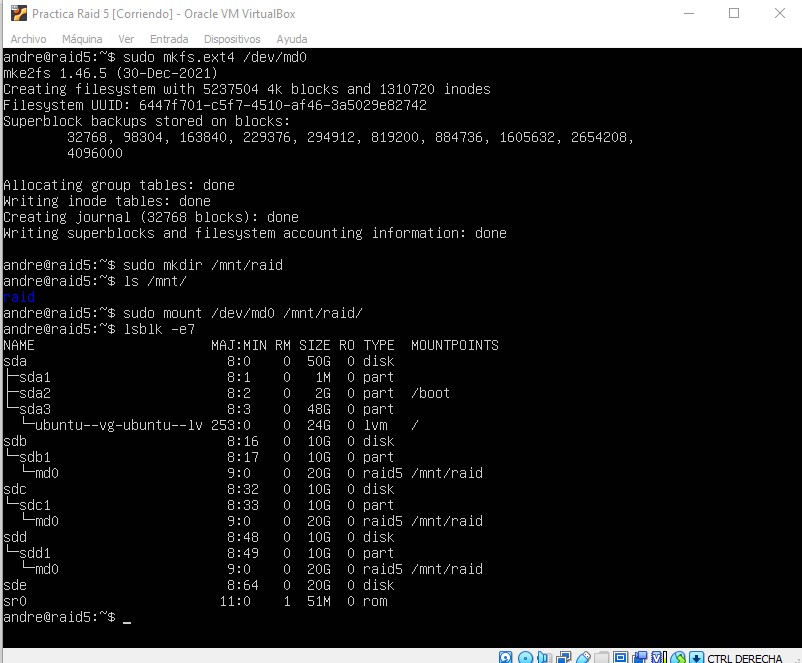 Practica Raid 5 [Corriendo] - Oracle VM VirtualBox
Archivo Máquina Ver Entrada Dispositivos Ayuda
andre@raid5:~$ sudo mkfs.ext4 /dev/md0
mke2fs 1.46.5 (30-Dec-2021)
Creating filesystem with 5237504 4k blocks and 1310720 inodes
Filesystem UUID: 6447f701-c5f7-4510-af46-3a5029e82742
Superblock backups stored on blocks:
        32768, 98304, 163840, 229376, 294912, 819200, 884736, 1605632, 2654208,
        4096000

Allocating group tables: done
Writing inode tables: done
Creating journal (32768 blocks): done
Writing superblocks and filesystem accounting information: done

andre@raid5:~$ sudo mkdir /mnt/raid
andre@raid5:~$ ls /mnt/
raid
andre@raid5:~$ sudo mount /dev/md0 /mnt/raid/
andre@raid5:~$ lsblk -e7
NAME                      MAJ:MIN RM SIZE RO TYPE  MOUNTPOINTS
sda                         8:0    0  50G  0 disk
├─sda1                      8:1    0   1M  0 part
├─sda2                      8:2    0   2G  0 part  /boot
└─sda3                      8:3    0  48G  0 part
  └─ubuntu--vg-ubuntu--lv 253:0    0  24G  0 lvm   /
sdb                         8:16   0  10G  0 disk
└─sdb1                      8:17   0  10G  0 part
  └─md0                     9:0    0  20G  0 raid5 /mnt/raid
sdc                         8:32   0  10G  0 disk
└─sdc1                      8:33   0  10G  0 part
  └─md0                     9:0    0  20G  0 raid5 /mnt/raid
sdd                         8:48   0  10G  0 disk
└─sdd1                      8:49   0  10G  0 part
  └─md0                     9:0    0  20G  0 raid5 /mnt/raid
sde                         8:64   0  20G  0 disk
sr0                        11:0    1  51M  0 rom
andre@raid5:~$ _
CTRL DERECHA